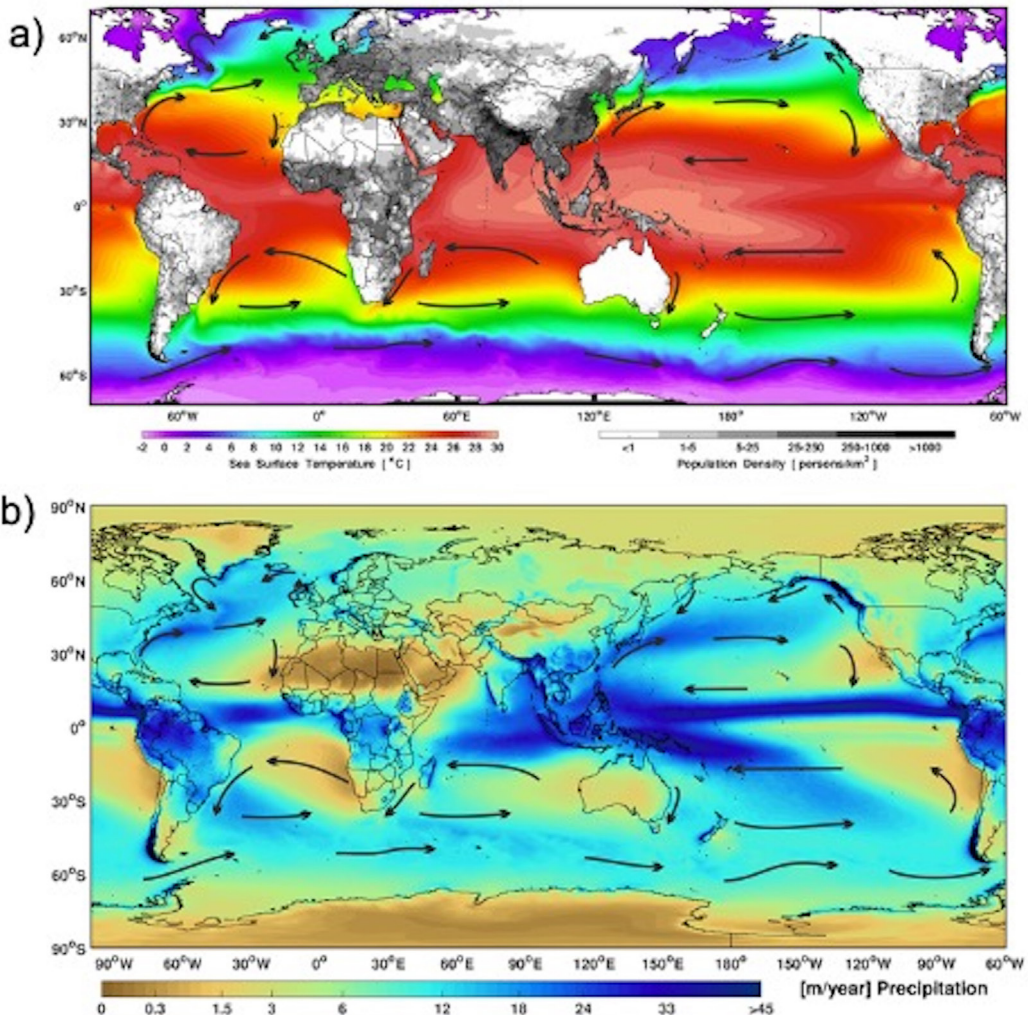 a)
60°N
30°N
0°
30°S
60°S
60°W 0° 60°E 120°E 180° 120°W 60°W
-2 0 2 4 6 8 10 12 14 16 18 20 22 24 26 28 30
Sea Surface Temperature [ °C ]
<1 1-5 5-25 25-250 250-1000 >1000
Population Density [ persons/km² ]
b)
90°N
60°N
30°N
0°
30°S
60°S
90°S
90°W 60°W 30°W 0° 30°E 60°E 90°E 120°E 150°E 180° 150°W 120°W 90°W 60°W
0 0.3 1.5 3 6 12 18 24 33 >45
[m/year] Precipitation